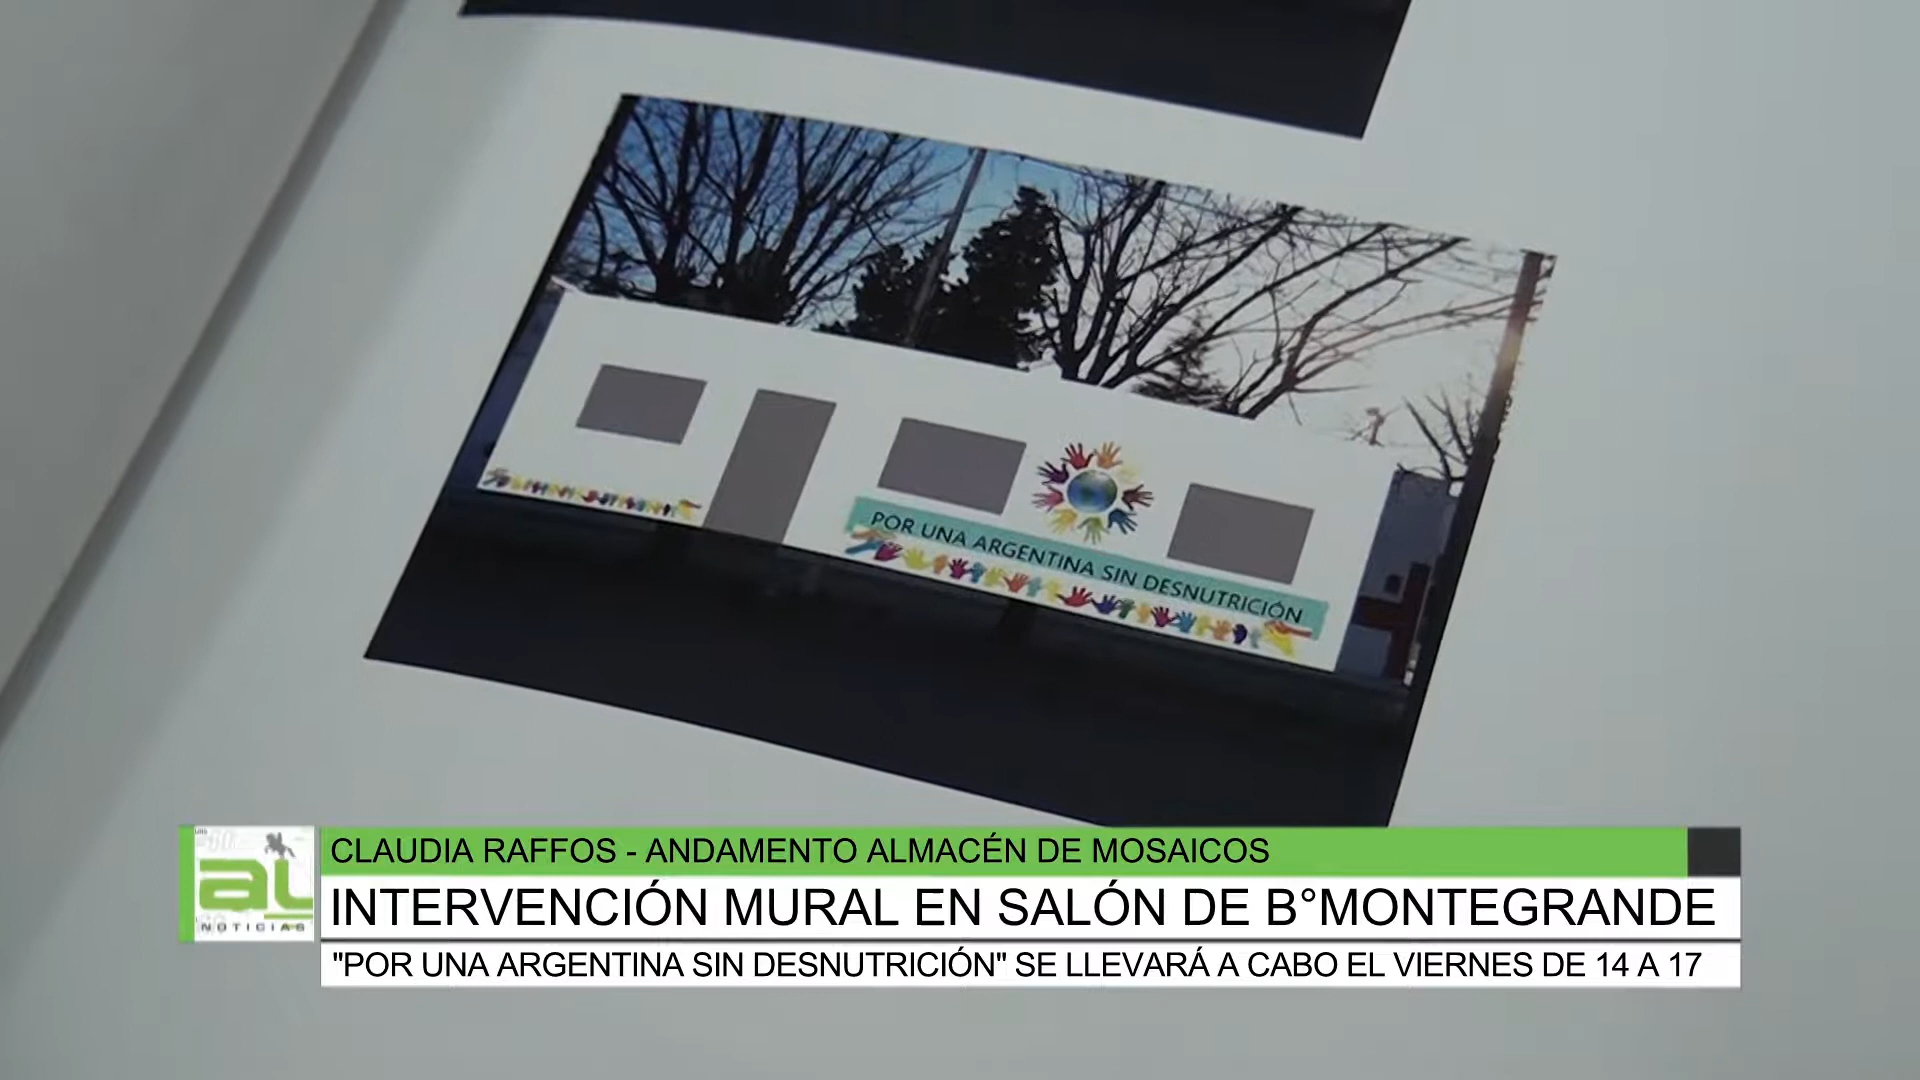 POR UNA ARGENTINA SIN DESNUTRICIÓN
CLAUDIA RAFFOS - ANDAMENTO ALMACÉN DE MOSAICOS
aL
NOTICIAS
INTERVENCIÓN MURAL EN SALÓN DE B°MONTEGRANDE
"POR UNA ARGENTINA SIN DESNUTRICIÓN" SE LLEVARÁ A CABO EL VIERNES DE 14 A 17